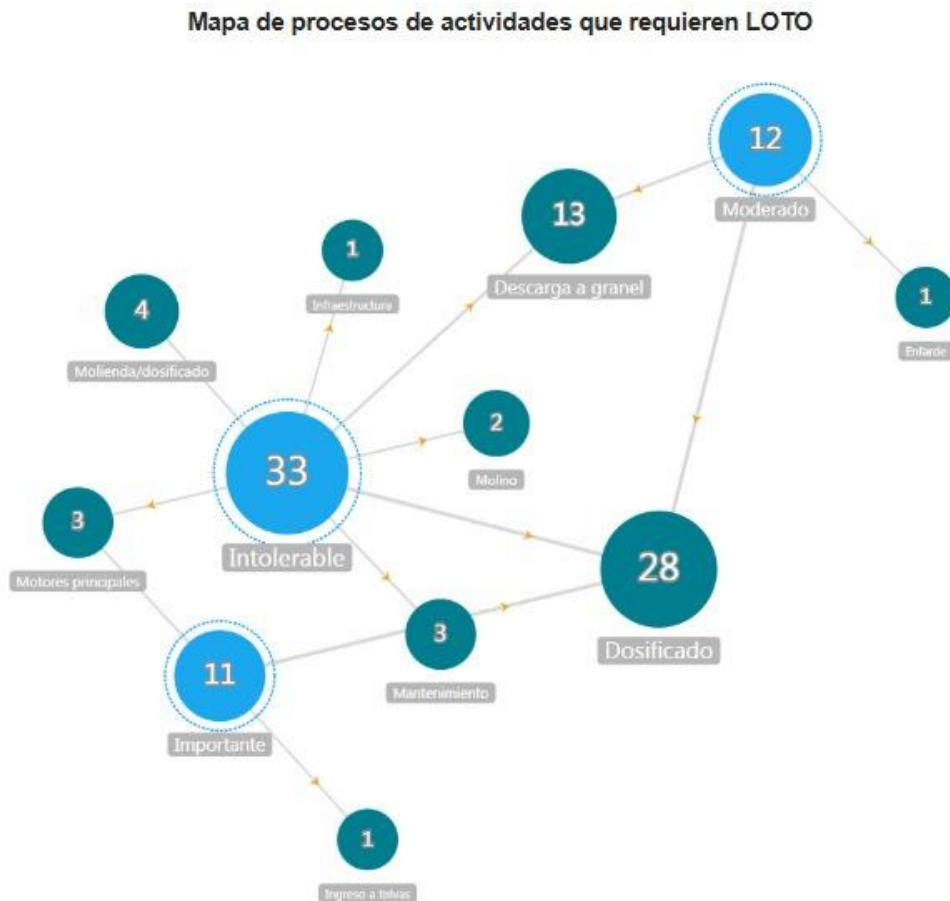 Mapa de procesos de actividades que requieren LOTO
12
Moderado
13
Descarga a granel
1
Infraestructura
1
Enfarde
4
Molienda/dosificado
2
Molino
33
Intolerable
3
Motores principales
28
Dosificado
3
Mantenimiento
11
Importante
1
Ingreso a tolvas